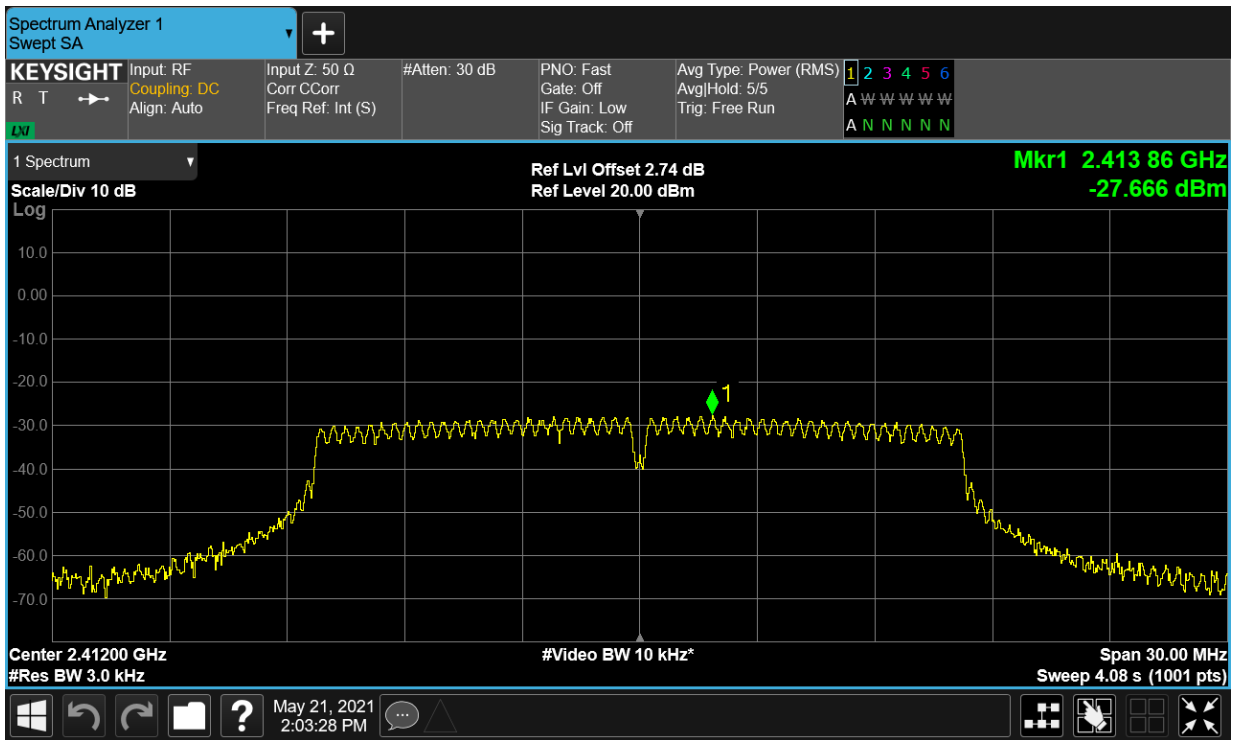 Spectrum Analyzer 1
Swept SA
▼
+
KEYSIGHT
R T
LXI
Input: RF
Coupling: DC
Align: Auto
Input Z: 50 Ω
Corr CCorr
Freq Ref: Int (S)
#Atten: 30 dB
PNO: Fast
Gate: Off
IF Gain: Low
Sig Track: Off
Avg Type: Power (RMS)
Avg|Hold: 5/5
Trig: Free Run
1 2 3 4 5 6
A W W W W W
A N N N N N
1 Spectrum ▼
Scale/Div 10 dB
Log
Ref Lvl Offset 2.74 dB
Ref Level 20.00 dBm
Mkr1 2.413 86 GHz
-27.666 dBm
10.0
0.00
-10.0
-20.0
1
-30.0
-40.0
-50.0
-60.0
-70.0
Center 2.41200 GHz
#Res BW 3.0 kHz
#Video BW 10 kHz*
Span 30.00 MHz
Sweep 4.08 s (1001 pts)
?
May 21, 2021
2:03:28 PM